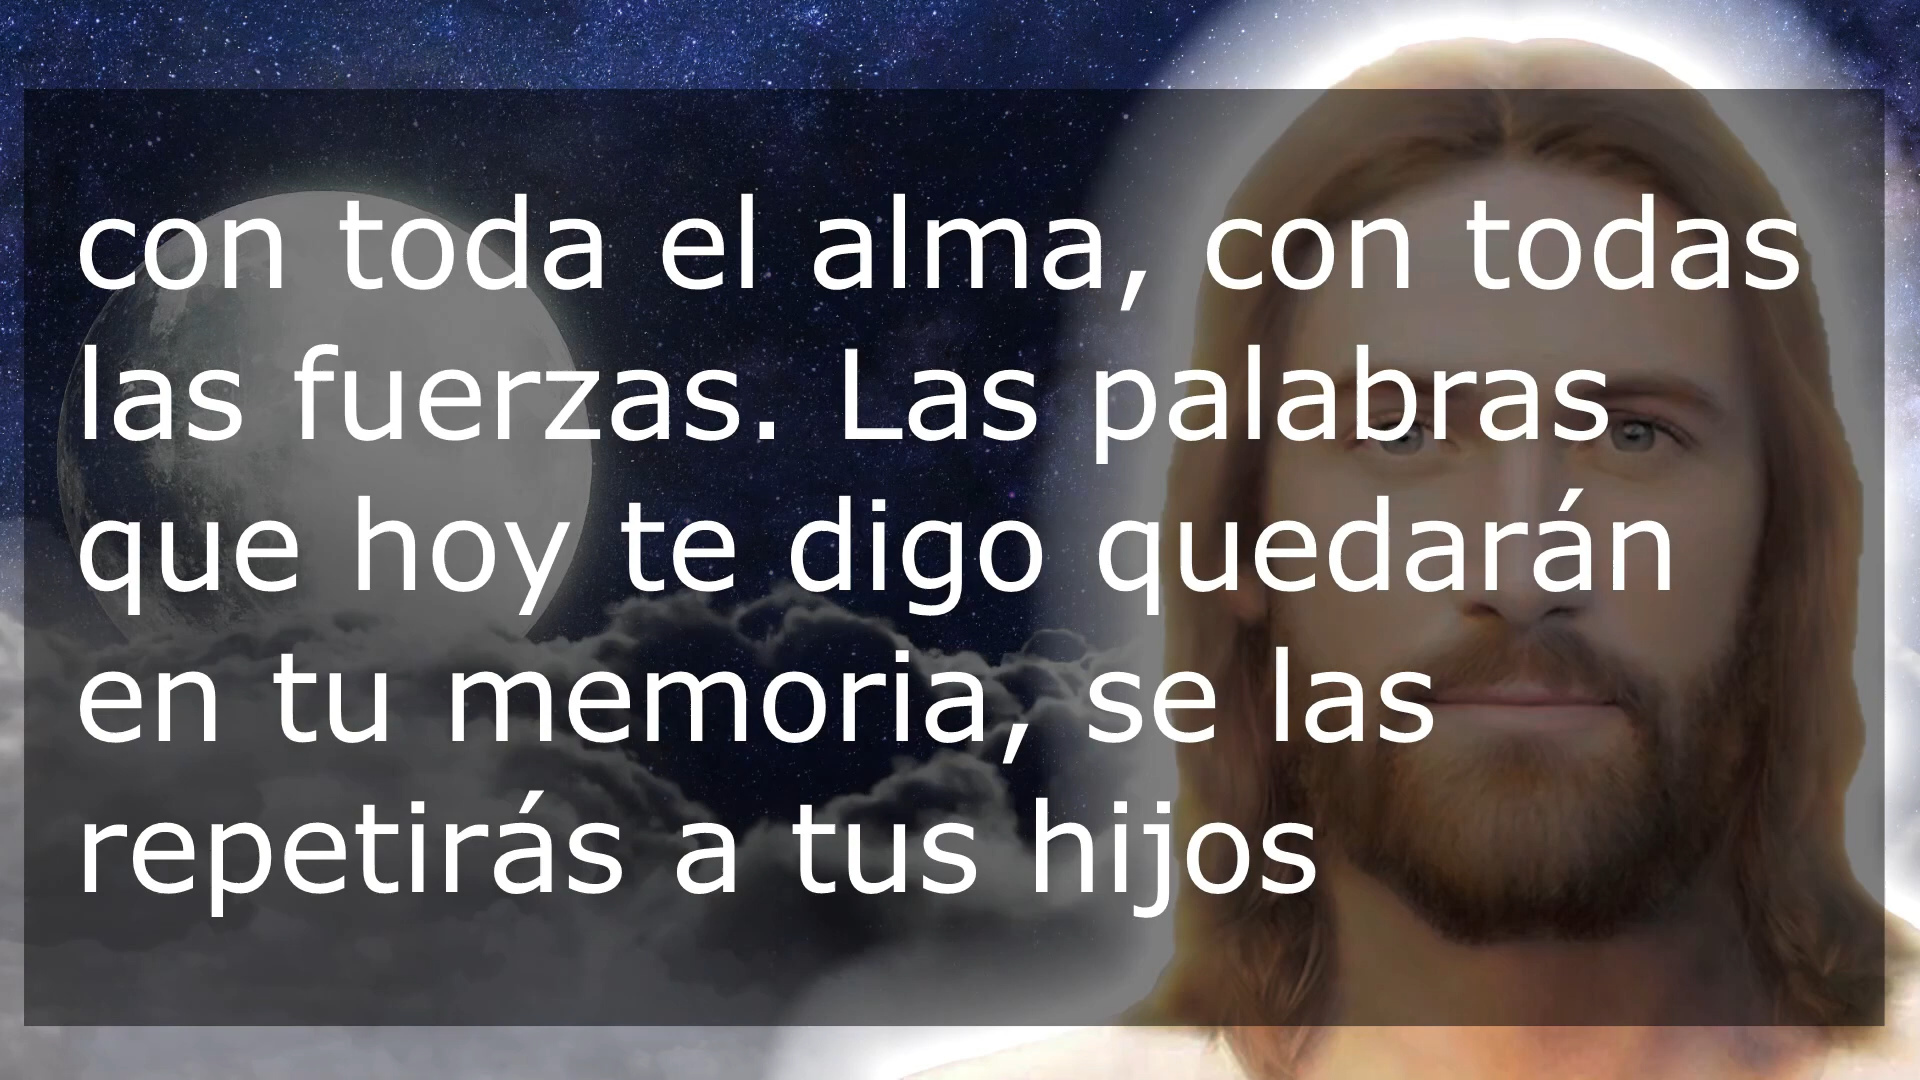 con toda el alma, con todas
las fuerzas. Las palabras
que hoy te digo quedarán
en tu memoria, se las
repetirás a tus hijos